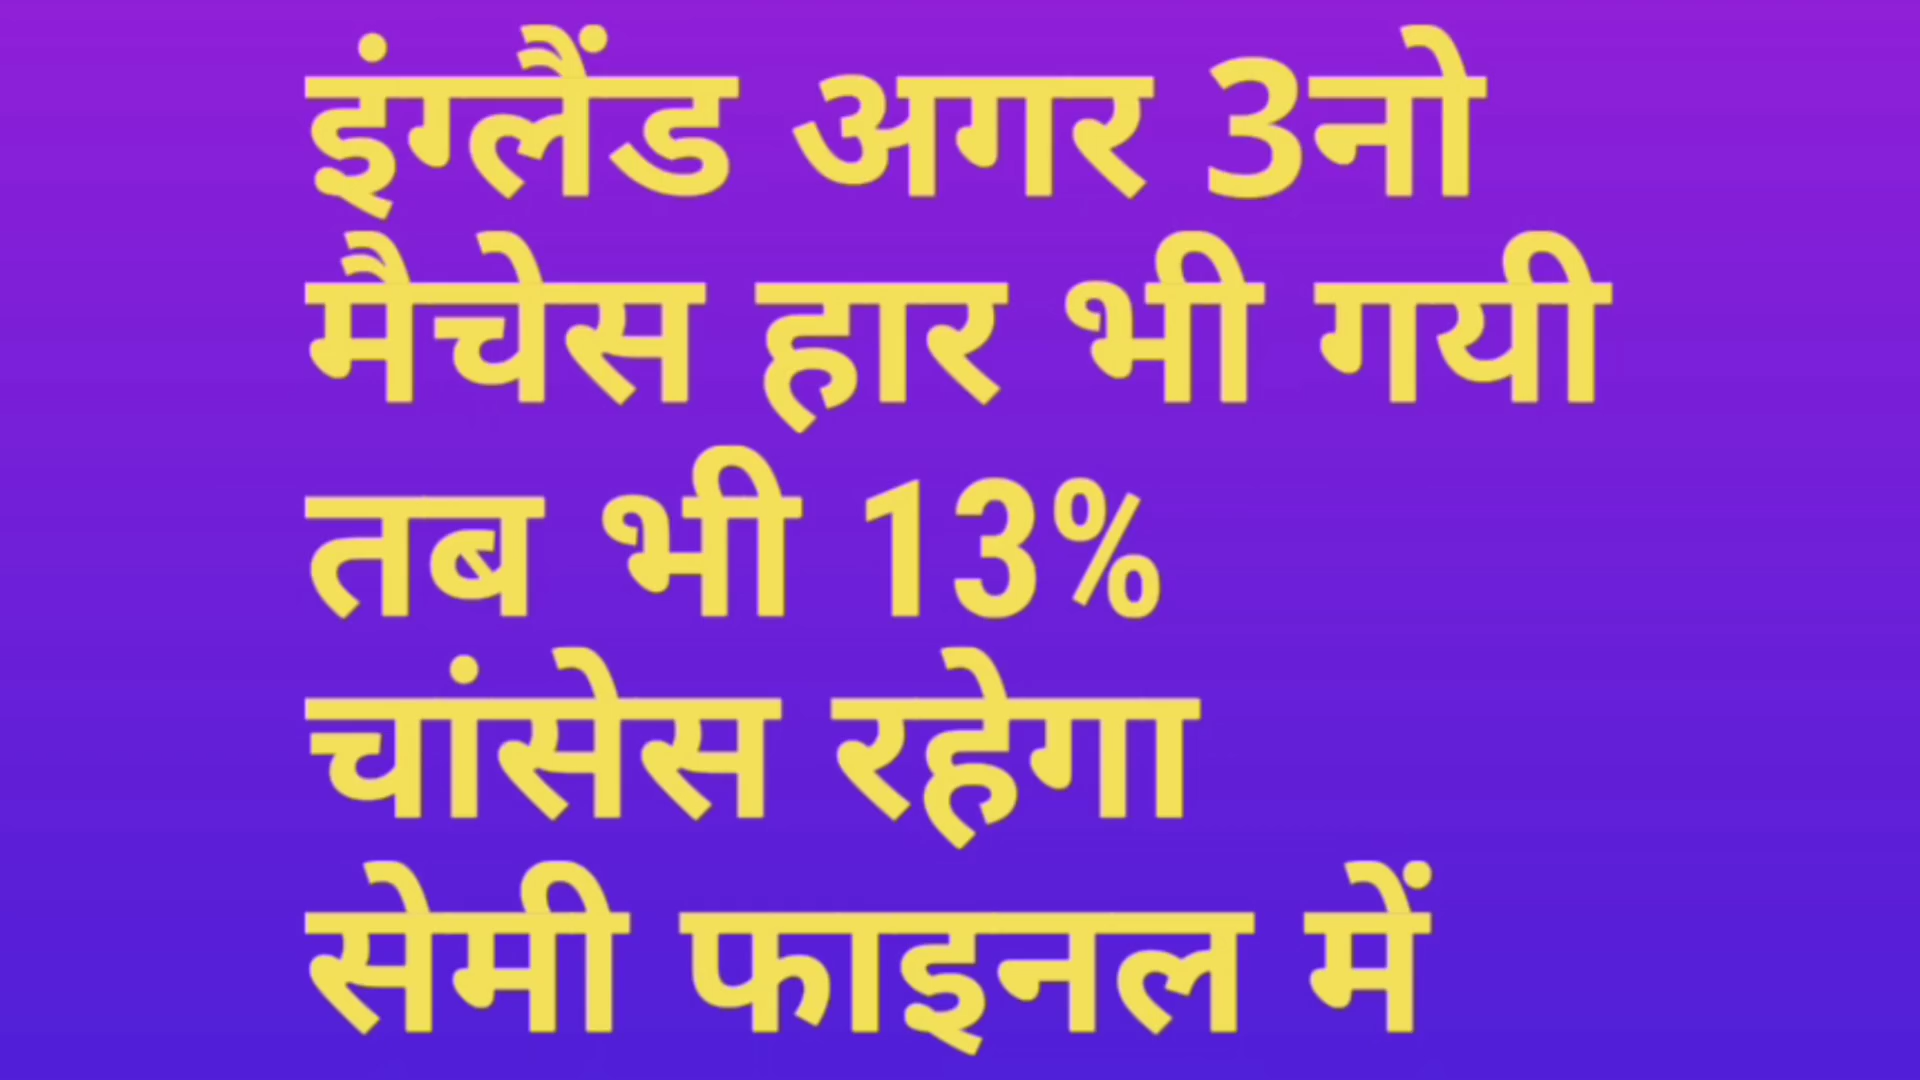 इंग्लैंड अगर 3नो
मैचेस हार भी गयी
तब भी 13%
चांसेस रहेगा
सेमी फाइनल में